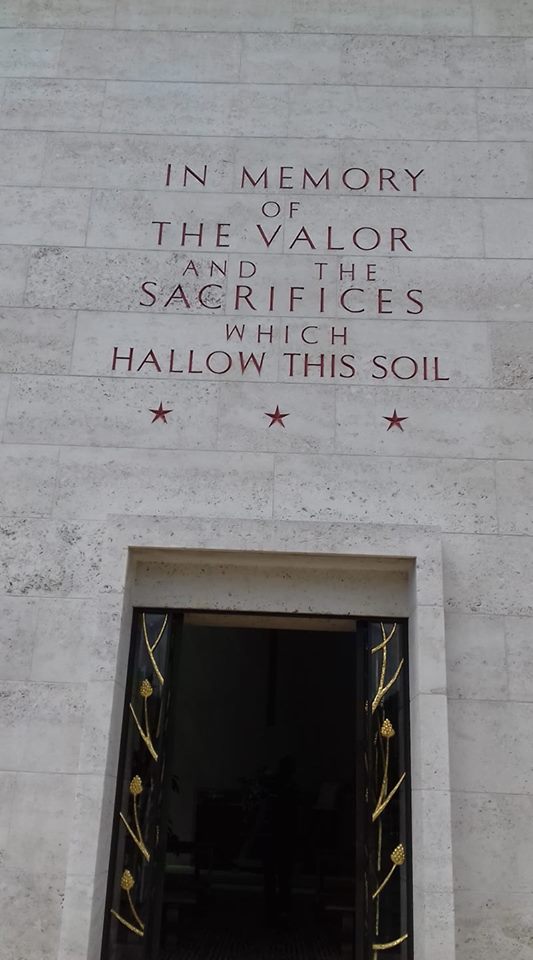 IN MEMORY
OF
THE VALOR
AND THE
SACRIFICES
WHICH
HALLOW THIS SOIL